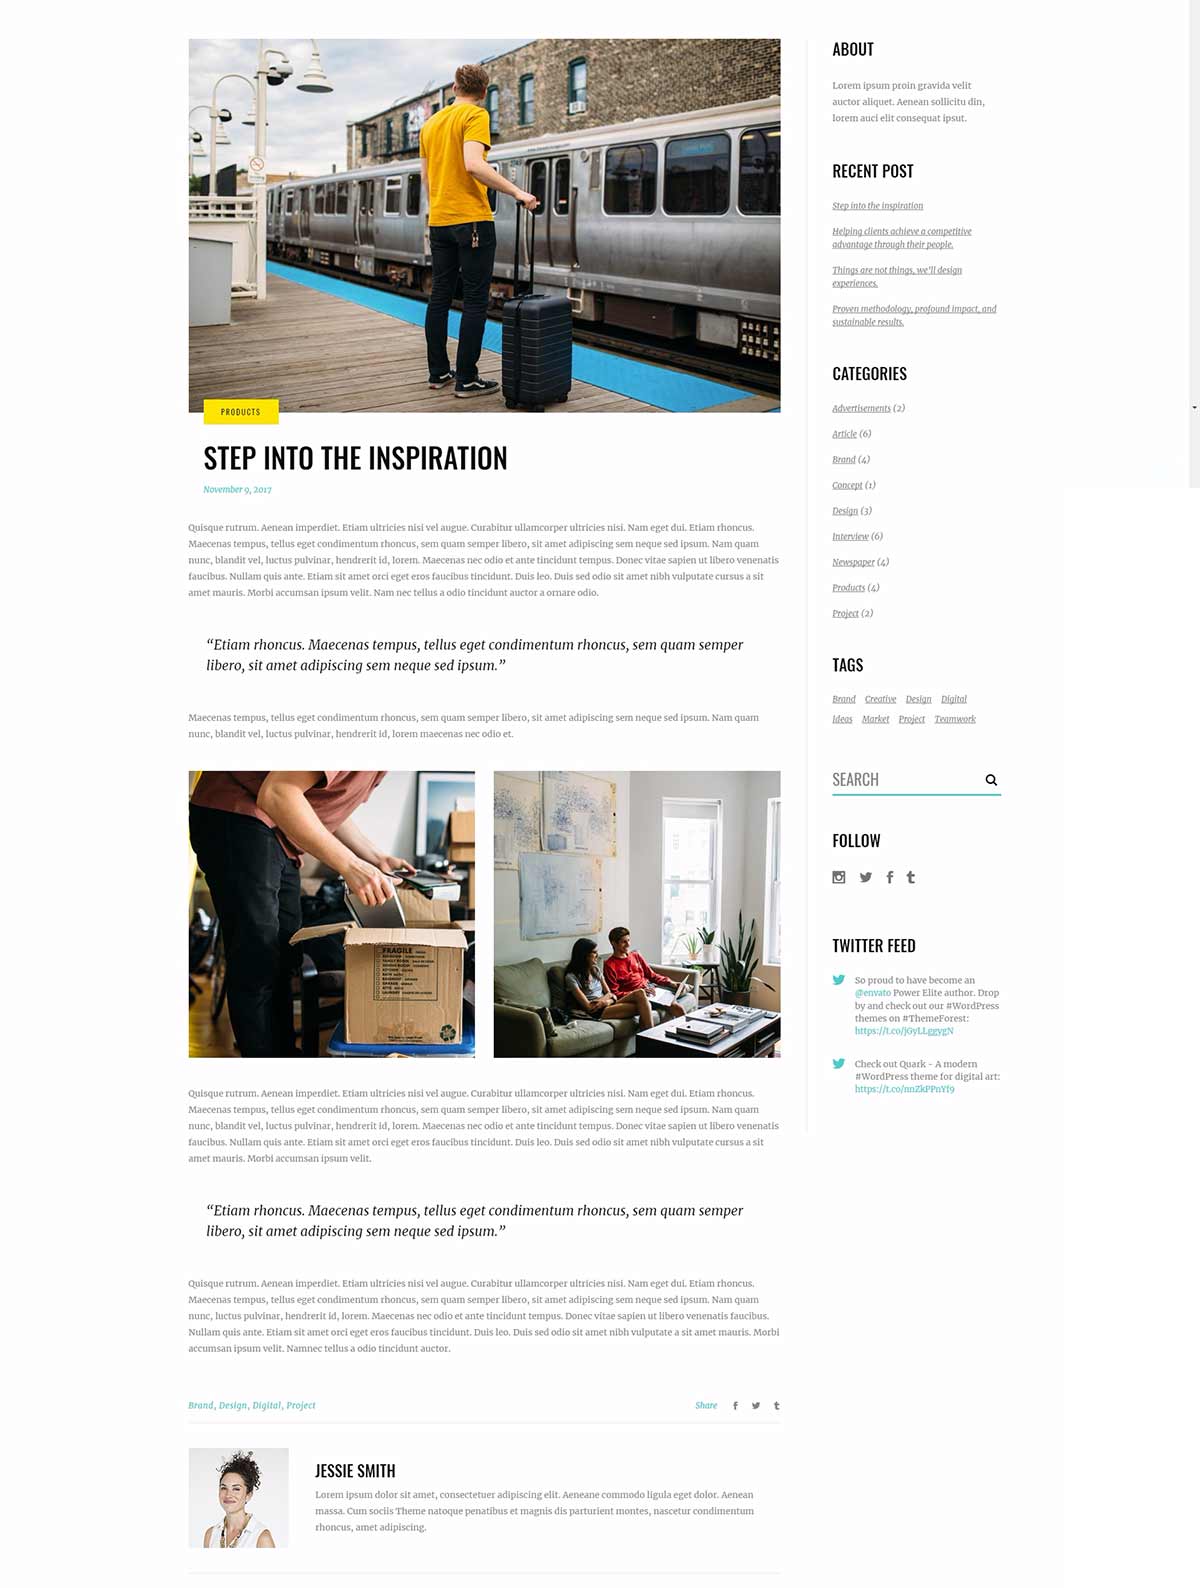 PRODUCTS
STEP INTO THE INSPIRATION
November 9, 2017
Quisque rutrum. Aenean imperdiet. Etiam ultricies nisi vel augue. Curabitur ullamcorper ultricies nisi. Nam eget dui. Etiam rhoncus.
Maecenas tempus, tellus eget condimentum rhoncus, sem quam semper libero, sit amet adipiscing sem neque sed ipsum. Nam quam
nunc, blandit vel, luctus pulvinar, hendrerit id, lorem. Maecenas nec odio et ante tincidunt tempus. Donec vitae sapien ut libero venenatis
faucibus. Nullam quis ante. Etiam sit amet orci eget eros faucibus tincidunt. Duis leo. Duis sed odio sit amet nibh vulputate cursus a sit
amet mauris. Morbi accumsan ipsum velit. Nam nec tellus a odio tincidunt auctor a ornare odio.
“Etiam rhoncus. Maecenas tempus, tellus eget condimentum rhoncus, sem quam semper
libero, sit amet adipiscing sem neque sed ipsum.”
Maecenas tempus, tellus eget condimentum rhoncus, sem quam semper libero, sit amet adipiscing sem neque sed ipsum. Nam quam
nunc, blandit vel, luctus pulvinar, hendrerit id, lorem maecenas nec odio et.
FRAGILE
Quisque rutrum. Aenean imperdiet. Etiam ultricies nisi vel augue. Curabitur ullamcorper ultricies nisi. Nam eget dui. Etiam rhoncus.
Maecenas tempus, tellus eget condimentum rhoncus, sem quam semper libero, sit amet adipiscing sem neque sed ipsum. Nam quam
nunc, blandit vel, luctus pulvinar, hendrerit id, lorem. Maecenas nec odio et ante tincidunt tempus. Donec vitae sapien ut libero venenatis
faucibus. Nullam quis ante. Etiam sit amet orci eget eros faucibus tincidunt. Duis leo. Duis sed odio sit amet nibh vulputate cursus a sit
amet mauris. Morbi accumsan ipsum velit.
“Etiam rhoncus. Maecenas tempus, tellus eget condimentum rhoncus, sem quam semper
libero, sit amet adipiscing sem neque sed ipsum.”
Quisque rutrum. Aenean imperdiet. Etiam ultricies nisi vel augue. Curabitur ullamcorper ultricies nisi. Nam eget dui. Etiam rhoncus.
Maecenas tempus, tellus eget condimentum rhoncus, sem quam semper libero, sit amet adipiscing sem neque sed ipsum. Nam quam
nunc, luctus pulvinar, hendrerit id, lorem. Maecenas nec odio et ante tincidunt tempus. Donec vitae sapien ut libero venenatis faucibus.
Nullam quis ante. Etiam sit amet orci eget eros faucibus tincidunt. Duis leo. Duis sed odio sit amet nibh vulputate a sit amet mauris. Morbi
accumsan ipsum velit. Namnec tellus a odio tincidunt auctor.
Brand, Design, Digital, Project
Share
JESSIE SMITH
Lorem ipsum dolor sit amet, consectetuer adipiscing elit. Aeneane commodo ligula eget dolor. Aenean
massa. Cum sociis Theme natoque penatibus et magnis dis parturient montes, nascetur condimentum
rhoncus, amet adipiscing.
ABOUT
Lorem ipsum proin gravida velit
auctor aliquet. Aenean sollicitu din,
lorem auci elit consequat ipsut.
RECENT POST
Step into the inspiration
Helping clients achieve a competitive
advantage through their people.
Things are not things, we’ll design
experiences.
Proven methodology, profound impact, and
sustainable results.
CATEGORIES
Advertisements (2)
Article (6)
Brand (4)
Concept (1)
Design (3)
Interview (6)
Newspaper (4)
Products (4)
Project (2)
TAGS
Brand Creative Design Digital
Ideas Market Project Teamwork
SEARCH
FOLLOW
TWITTER FEED
So proud to have become an
@envato Power Elite author. Drop
by and check out our #WordPress
themes on #ThemeForest:
https://t.co/jGyLLggygN
Check out Quark - A modern
#WordPress theme for digital art:
https://t.co/nnZkPPnYf9